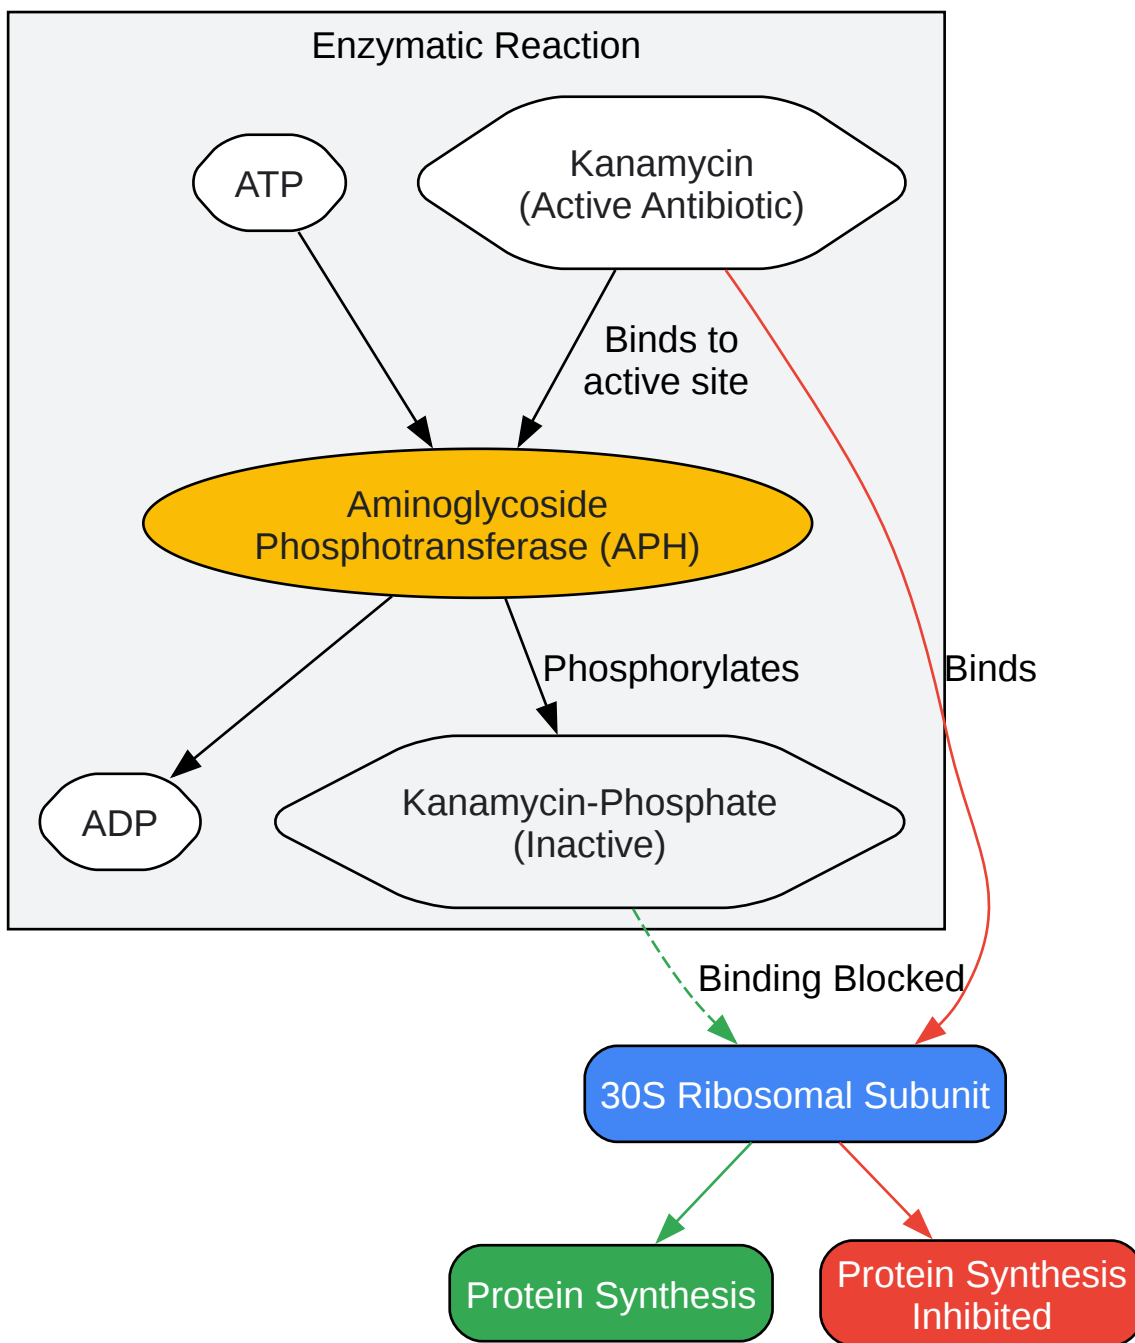 Enzymatic Reaction
ATP
Kanamycin
(Active Antibiotic)
Binds to
active site
Aminoglycoside
Phosphotransferase (APH)
Phosphorylates
Binds
ADP
Kanamycin-Phosphate
(Inactive)
Binding Blocked
30S Ribosomal Subunit
Protein Synthesis
Protein Synthesis
Inhibited